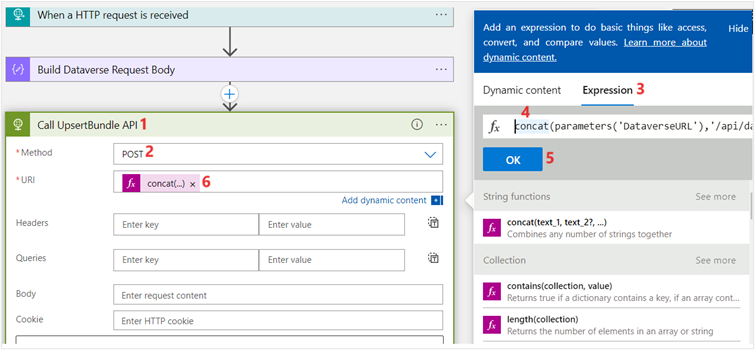 When a HTTP request is received
Build Dataverse Request Body
Call UpsertBundle API 1
*Method
POST 2
*URI
fx concat(...) × 6
Add dynamic content
Headers
Enter key
Enter value
Queries
Enter key
Enter value
Body
Enter request content
Cookie
Enter HTTP cookie
Add an expression to do basic things like access,
convert, and compare values. Learn more about
dynamic content.
Hide
Dynamic content
Expression 3
4
fx concat(parameters('DataverseURL'),'/api/da
OK 5
String functions
See more
fx concat(text_1, text_2?, ...)
Combines any number of strings together
Collection
See more
fx contains(collection, value)
Returns true if a dictionary contains a key, if an array cont...
fx length(collection)
Returns the number of elements in an array or string